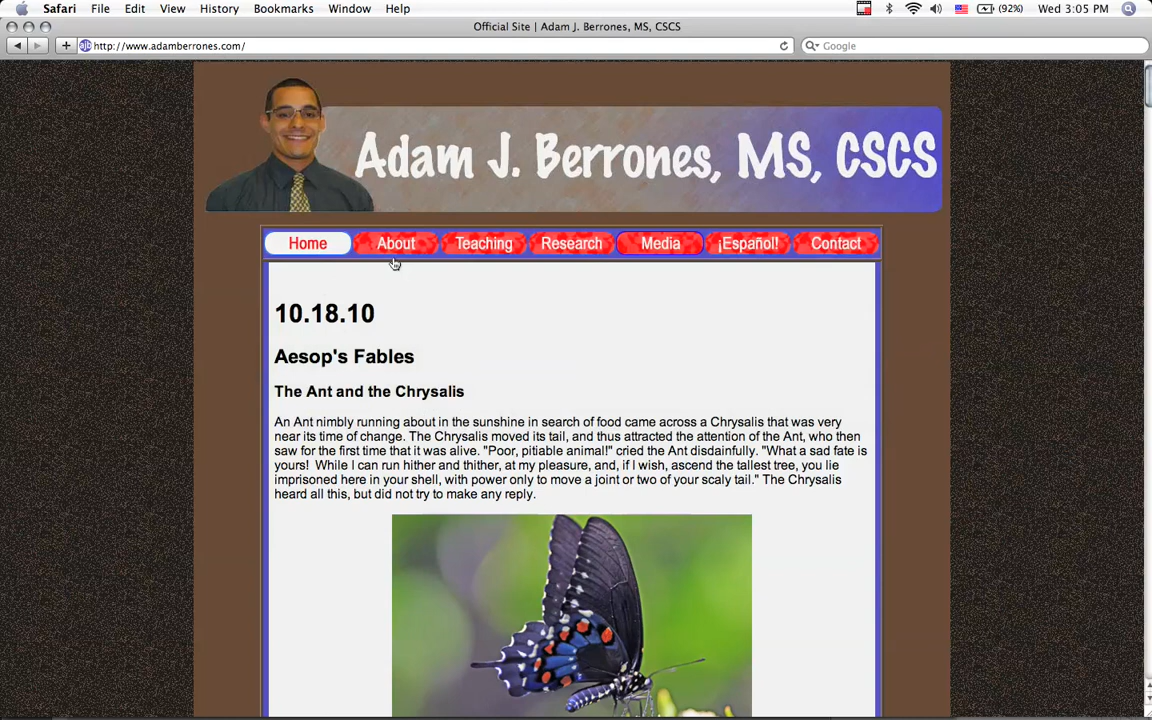 Safari File Edit View History Bookmarks Window Help (92%) Wed 3:05 PM
Official Site | Adam J. Berrones, MS, CSCS
ajb http://www.adamberrones.com/ Google
Adam J. Berrones, MS, CSCS
Home About Teaching Research Media ¡Español! Contact
10.18.10
Aesop's Fables
The Ant and the Chrysalis
An Ant nimbly running about in the sunshine in search of food came across a Chrysalis that was very
near its time of change. The Chrysalis moved its tail, and thus attracted the attention of the Ant, who then
saw for the first time that it was alive. "Poor, pitiable animal!" cried the Ant disdainfully. "What a sad fate is
yours!  While I can run hither and thither, at my pleasure, and, if I wish, ascend the tallest tree, you lie
imprisoned here in your shell, with power only to move a joint or two of your scaly tail." The Chrysalis
heard all this, but did not try to make any reply.